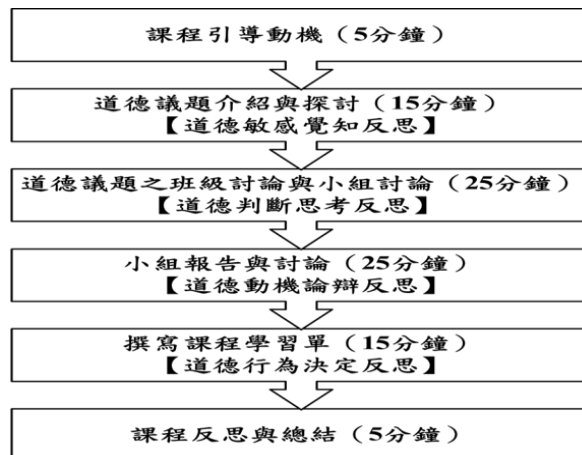 課程引導動機（5分鐘）
道德議題介紹與探討（15分鐘）
【道德敏感覺知反思】
道德議題之班級討論與小組討論（25分鐘）
【道德判斷思考反思】
小組報告與討論（25分鐘）
【道德動機論辯反思】
撰寫課程學習單（15分鐘）
【道德行為決定反思】
課程反思與總結（5分鐘）